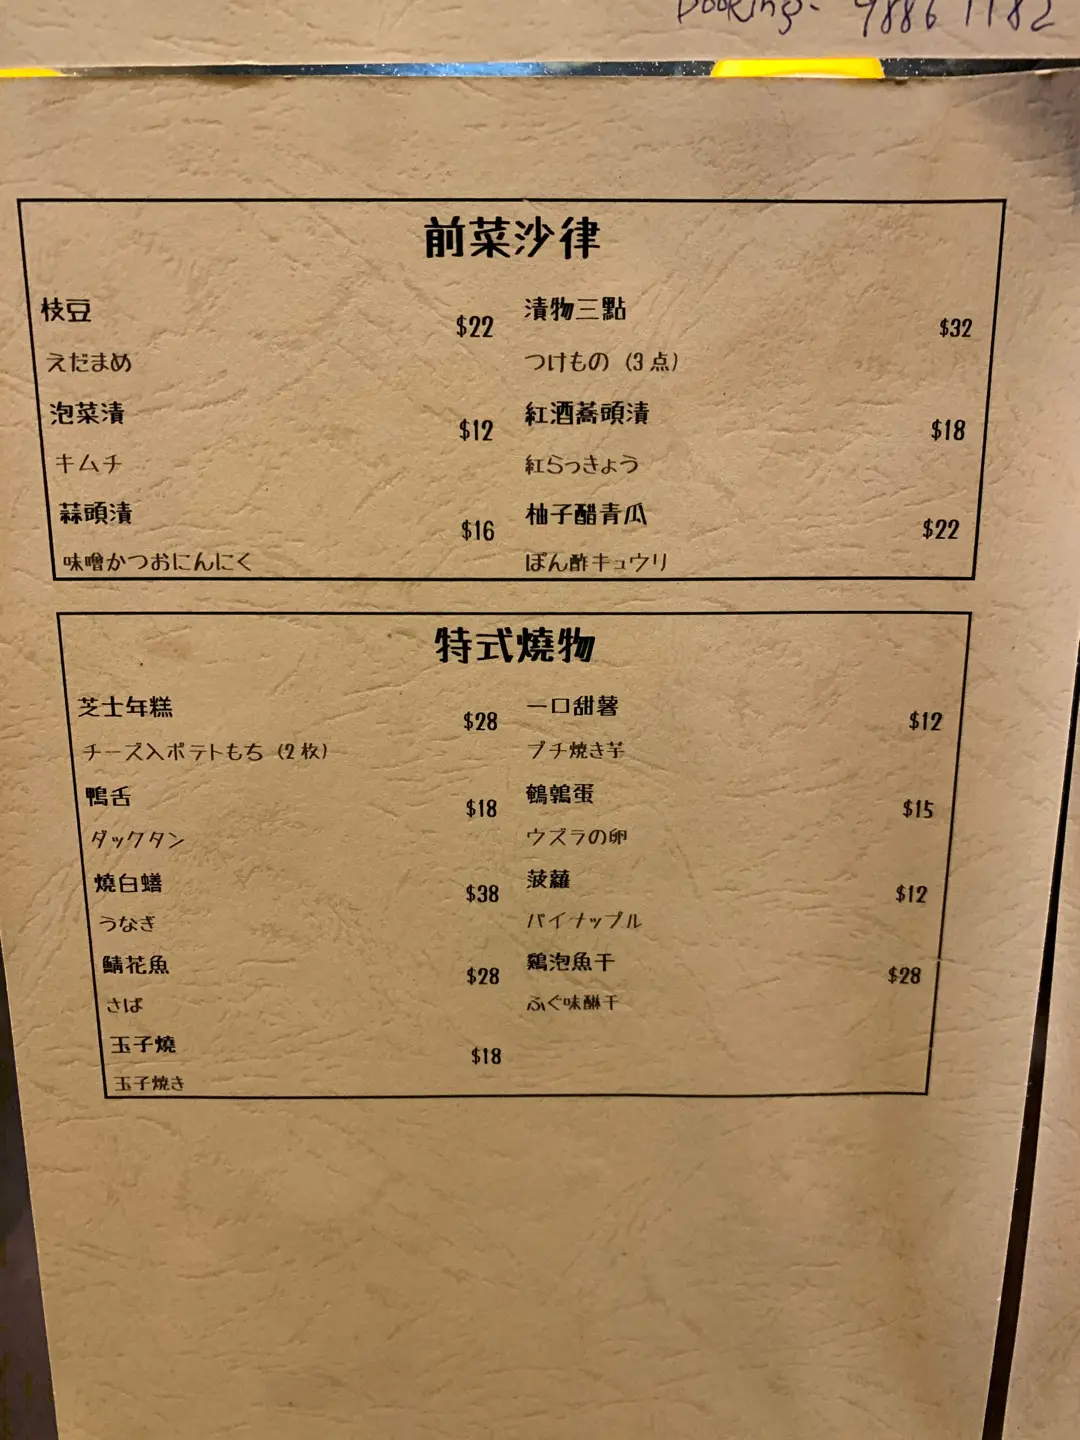 Booking- 9886 1182
前菜沙律
枝豆 $22
えだまめ
泡菜漬 $12
キムチ
蒜頭漬 $16
味噌かつおにんにく
漬物三點 $32
つけもの（3点）
紅酒蕎頭漬 $18
紅らっきょう
柚子醋青瓜 $22
ぽん酢キュウリ
特式燒物
芝士年糕 $28
チーズ入ポテトもち（2枚）
鴨舌 $18
ダックタン
燒白鱔 $38
うなぎ
鯖花魚 $28
さば
玉子燒 $18
玉子焼き
一口甜薯 $12
プチ焼き芋
鵪鶉蛋 $15
ウズラの卵
菠蘿 $12
パイナップル
鷄泡魚干 $28
ふぐ味醂干